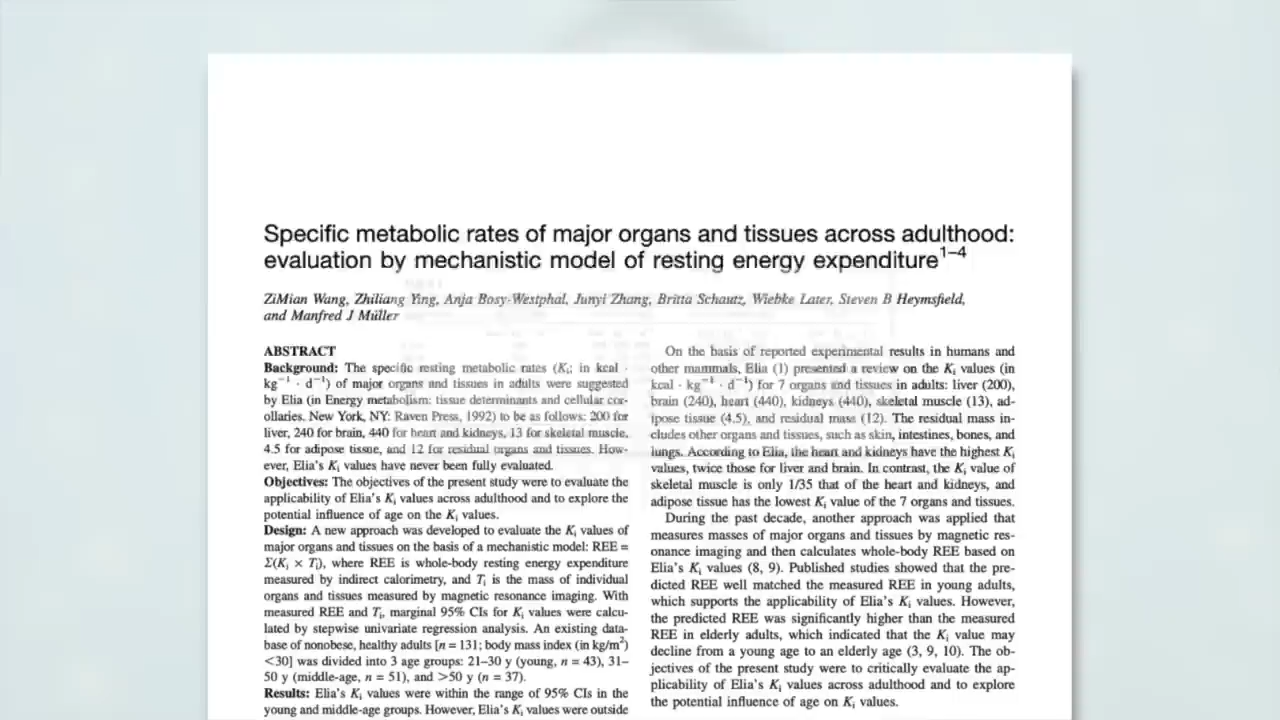 Specific metabolic rates of major organs and tissues across adulthood:
evaluation by mechanistic model of resting energy expenditure1–4
ZiMian Wang, Zhiliang Ying, Anja Bosy-Westphal, Junyi Zhang, Britta Schautz, Wiebke Later, Steven B Heymsfield,
and Manfred J Müller
ABSTRACT
Background: The specific resting metabolic rates (Ki; in kcal ·
kg−1 · d−1) of major organs and tissues in adults were suggested
by Elia (in Energy metabolism: tissue determinants and cellular cor-
ollaries. New York, NY: Raven Press, 1992) to be as follows: 200 for
liver, 240 for brain, 440 for heart and kidneys, 13 for skeletal muscle,
4.5 for adipose tissue, and 12 for residual organs and tissues. How-
ever, Elia's Ki values have never been fully evaluated.
Objectives: The objectives of the present study were to evaluate the
applicability of Elia's Ki values across adulthood and to explore the
potential influence of age on the Ki values.
Design: A new approach was developed to evaluate the Ki values of
major organs and tissues on the basis of a mechanistic model: REE =
Σ(Ki × Ti), where REE is whole-body resting energy expenditure
measured by indirect calorimetry, and Ti is the mass of individual
organs and tissues measured by magnetic resonance imaging. With
measured REE and Ti, marginal 95% CIs for Ki values were calcu-
lated by stepwise univariate regression analysis. An existing data-
base of nonobese, healthy adults [n = 131; body mass index (in kg/m2)
<30] was divided into 3 age groups: 21–30 y (young, n = 43), 31–
50 y (middle-age, n = 51), and >50 y (n = 37).
Results: Elia's Ki values were within the range of 95% CIs in the
young and middle-age groups. However, Elia's Ki values were outside
On the basis of reported experimental results in humans and
other mammals, Elia (1) presented a review on the Ki values (in
kcal · kg−1 · d−1) for 7 organs and tissues in adults: liver (200),
brain (240), heart (440), kidneys (440), skeletal muscle (13), ad-
ipose tissue (4.5), and residual mass (12). The residual mass in-
cludes other organs and tissues, such as skin, intestines, bones, and
lungs. According to Elia, the heart and kidneys have the highest Ki
values, twice those for liver and brain. In contrast, the Ki value of
skeletal muscle is only 1/35 that of the heart and kidneys, and
adipose tissue has the lowest Ki value of the 7 organs and tissues.
During the past decade, another approach was applied that
measures masses of major organs and tissues by magnetic res-
onance imaging and then calculates whole-body REE based on
Elia's Ki values (8, 9). Published studies showed that the pre-
dicted REE well matched the measured REE in young adults,
which supports the applicability of Elia's Ki values. However,
the predicted REE was significantly higher than the measured
REE in elderly adults, which indicated that the Ki value may
decline from a young age to an elderly age (3, 9, 10). The ob-
jectives of the present study were to critically evaluate the ap-
plicability of Elia's Ki values across adulthood and to explore
the potential influence of age on Ki values.